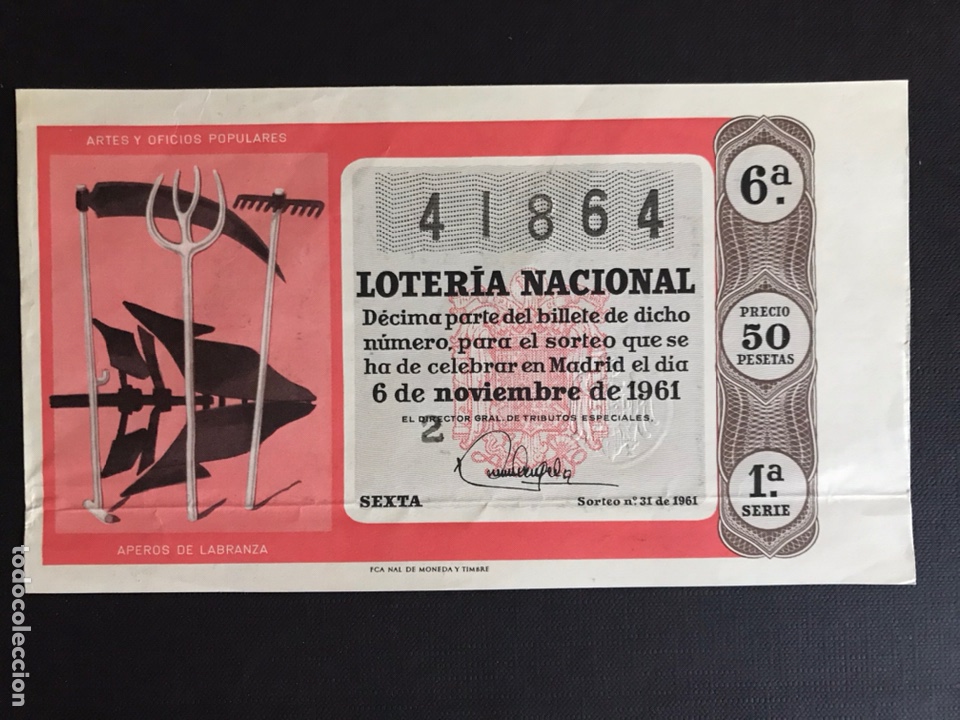 ARTES Y OFICIOS POPULARES
41864
LOTERÍA NACIONAL
Décima parte del billete de dicho
número, para el sorteo que se
ha de celebrar en Madrid el día
6 de noviembre de 1961
EL DIRECTOR GRAL. DE TRIBUTOS ESPECIALES,
2
SEXTA
Sorteo nº 31 de 1961
APEROS DE LABRANZA
FCA NAL DE MONEDA Y TIMBRE
6ª
PRECIO
50
PESETAS
1ª
SERIE
todocoleccion